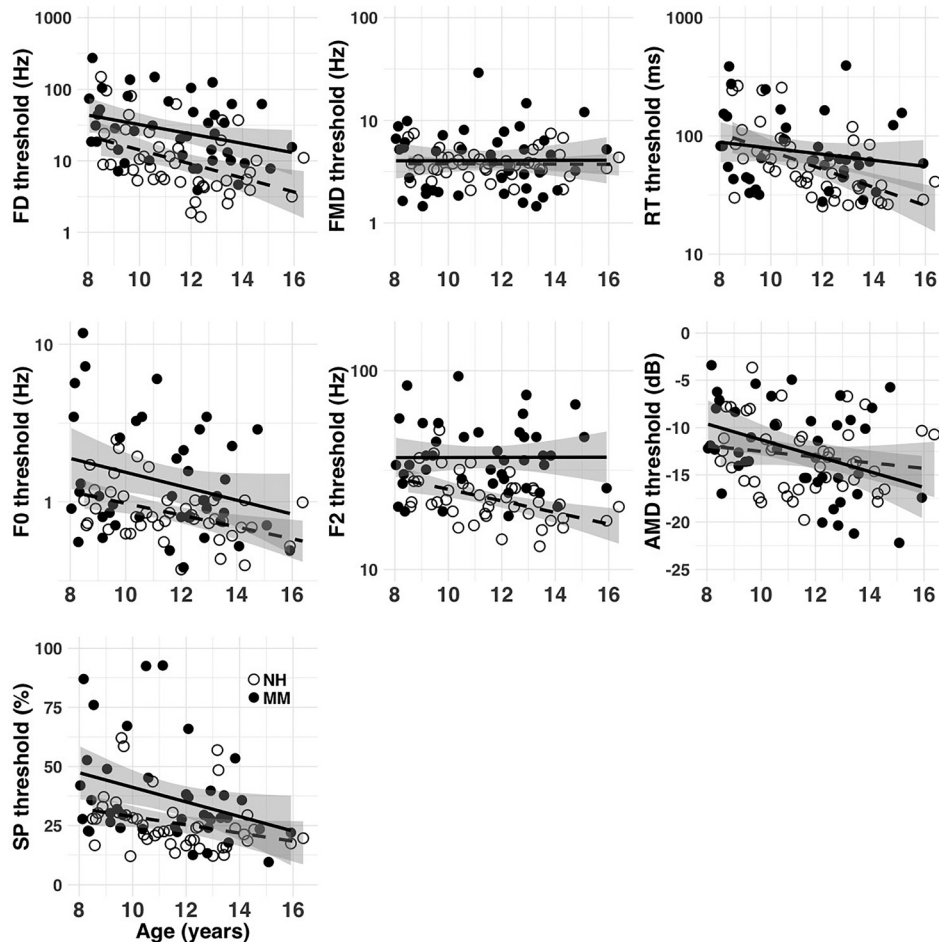 FD threshold (Hz)
1000
100
10
1
8 10 12 14 16
FMD threshold (Hz)
100
10
1
8 10 12 14 16
RT threshold (ms)
1000
100
10
8 10 12 14 16
F0 threshold (Hz)
10
1
8 10 12 14 16
F2 threshold (Hz)
100
10
8 10 12 14 16
AMD threshold (dB)
0
-5
-10
-15
-20
-25
8 10 12 14 16
SP threshold (%)
100
75
50
25
0
NH
MM
8 10 12 14 16
Age (years)